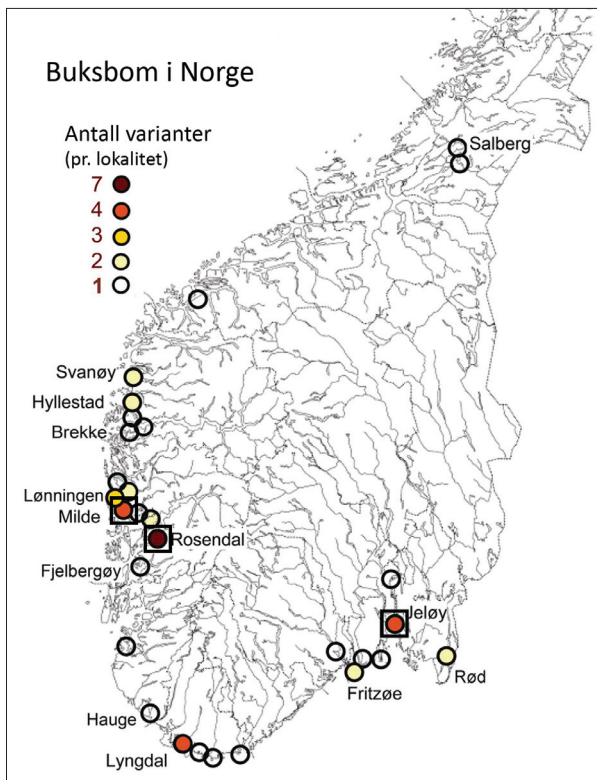 Buksbom i Norge
Antall varianter
(pr. lokalitet)
7
4
3
2
1
Salberg
Svanøy
Hyllestad
Brekke
Lønningen
Milde
Rosendal
Fjelbergøy
Jeløy
Rød
Fritzøe
Hauge
Lyngdal